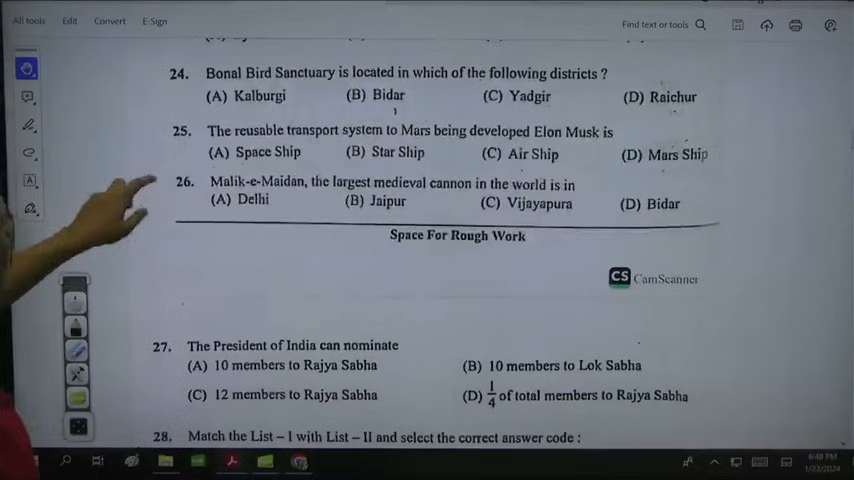 All tools Edit Convert E-Sign Find text or tools
24. Bonal Bird Sanctuary is located in which of the following districts ?
(A) Kalburgi (B) Bidar (C) Yadgir (D) Raichur
25. The reusable transport system to Mars being developed Elon Musk is
(A) Space Ship (B) Star Ship (C) Air Ship (D) Mars Ship
26. Malik-e-Maidan, the largest medieval cannon in the world is in
(A) Delhi (B) Jaipur (C) Vijayapura (D) Bidar
Space For Rough Work
CS CamScanner
27. The President of India can nominate
(A) 10 members to Rajya Sabha (B) 10 members to Lok Sabha
(C) 12 members to Rajya Sabha (D) 1/4 of total members to Rajya Sabha
28. Match the List – I with List – II and select the correct answer code :
6:48 PM
1/23/2024